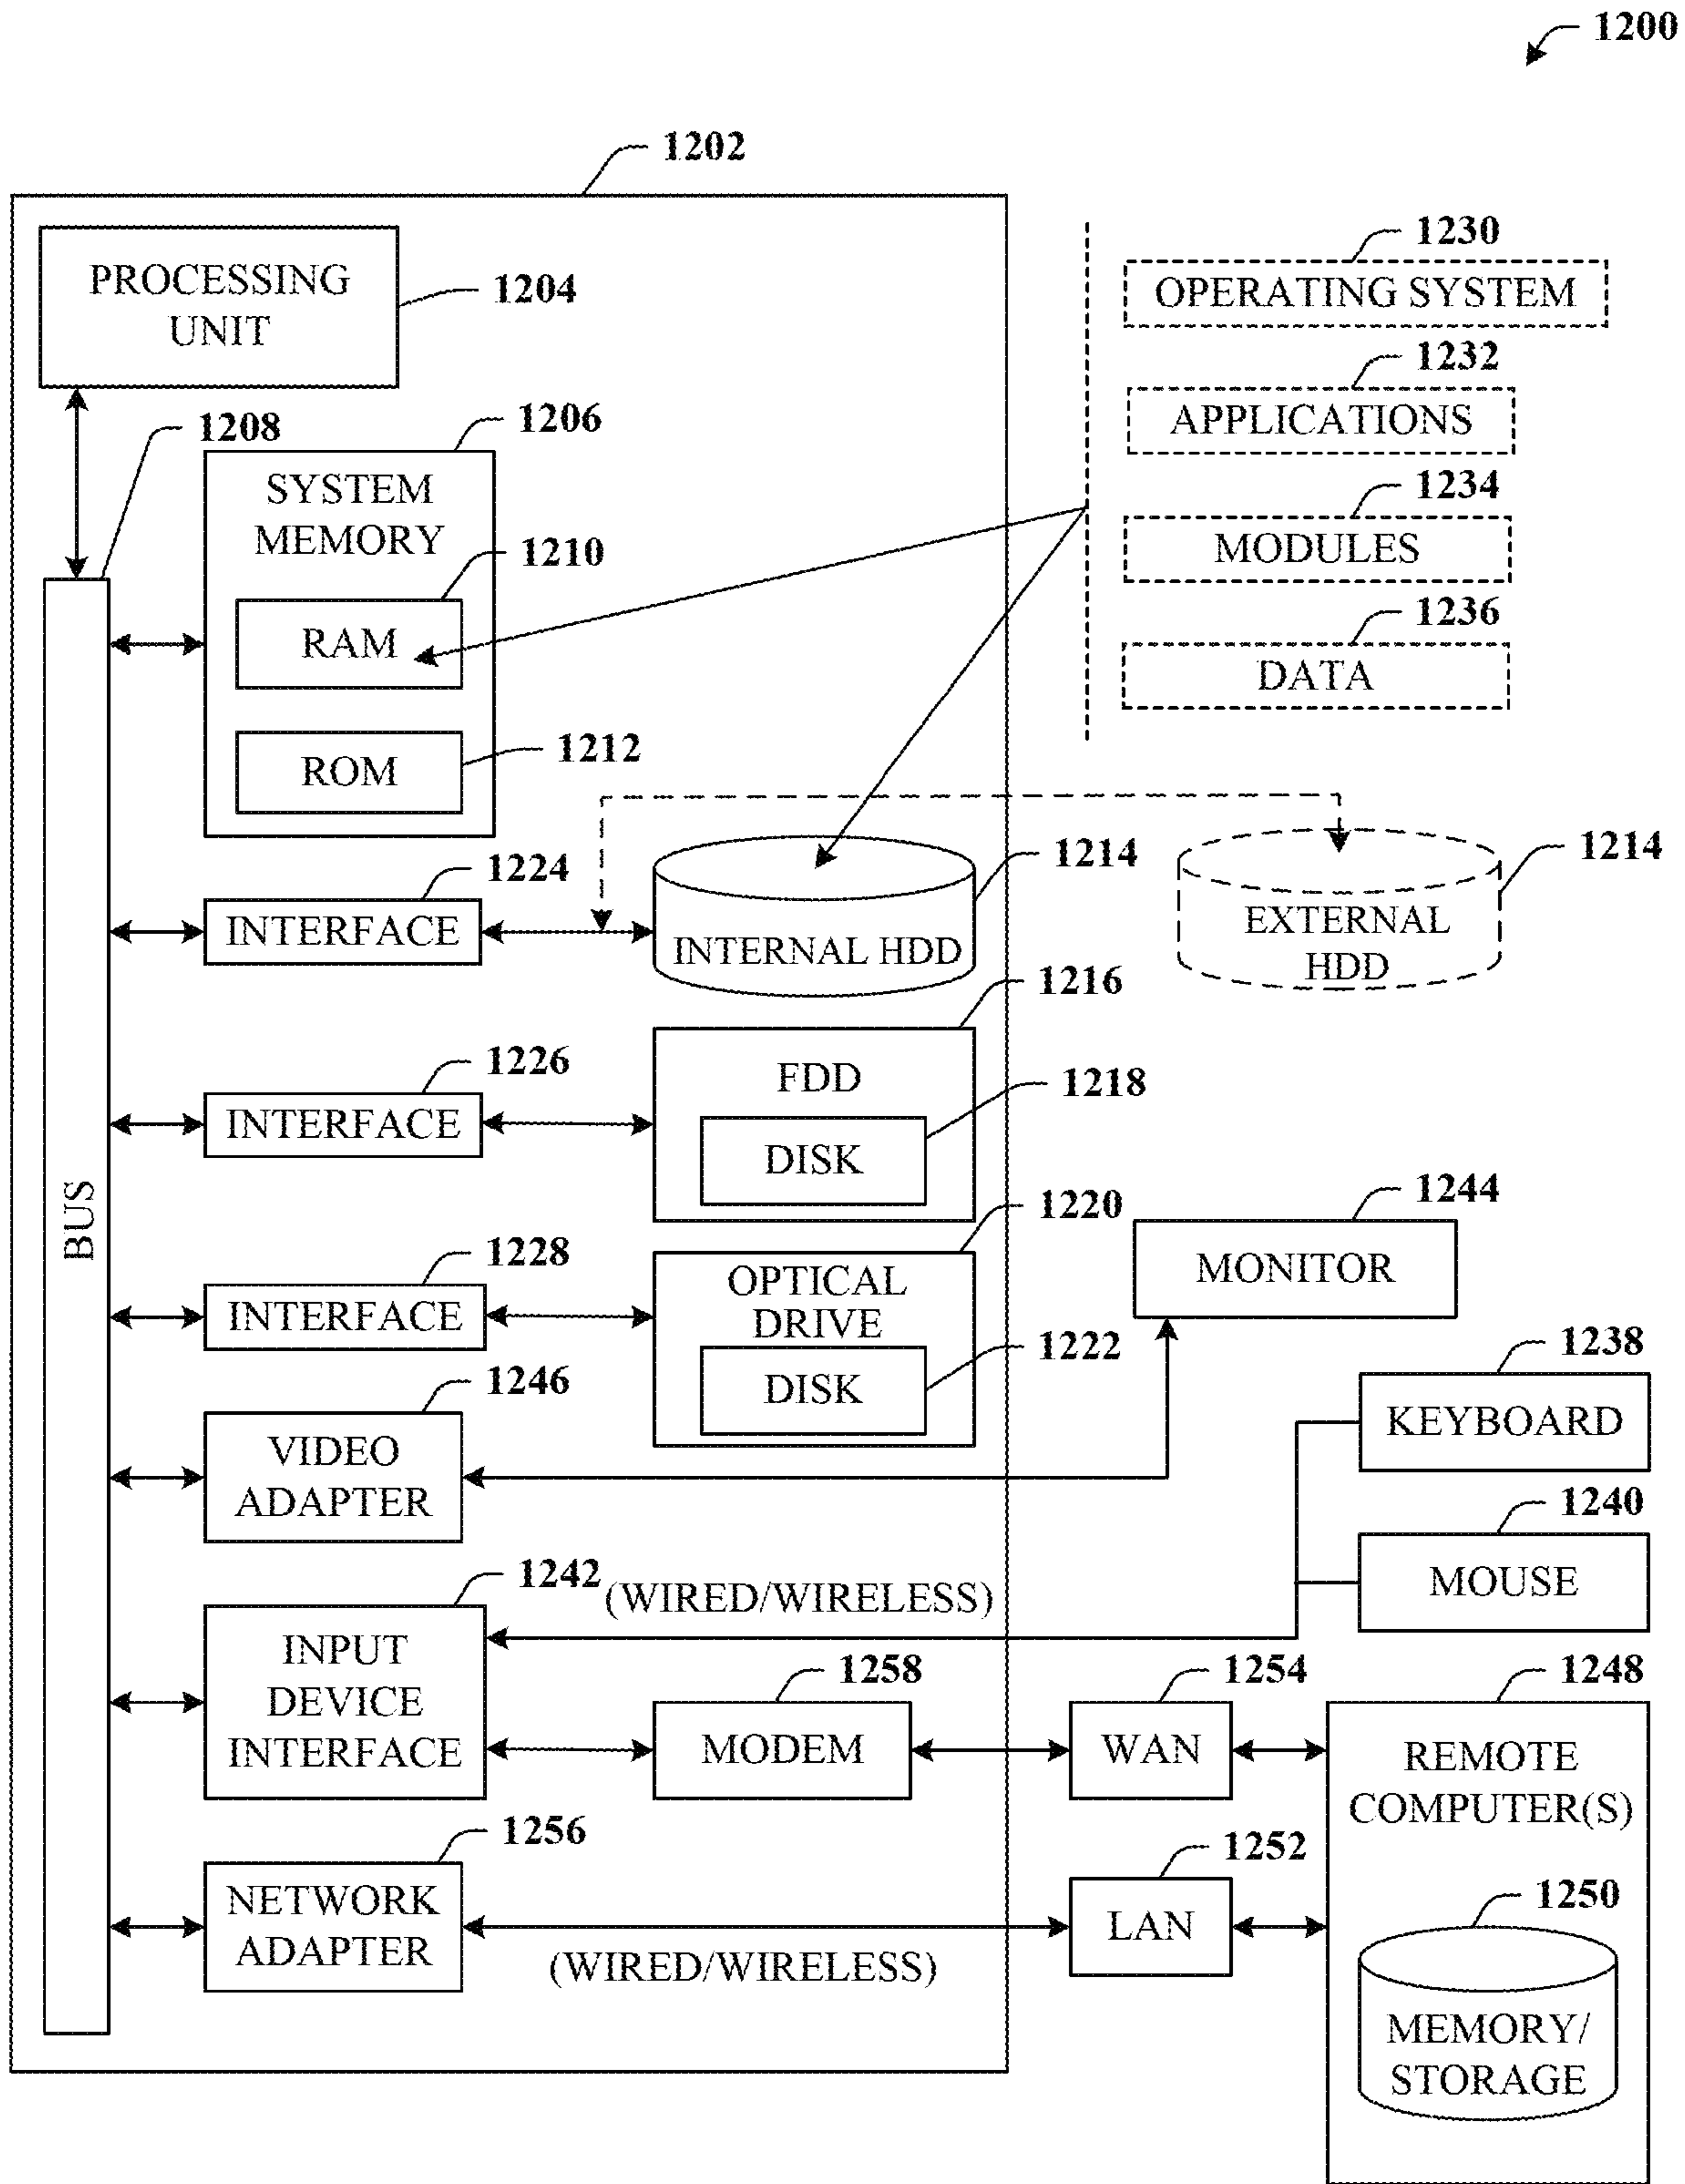 1200
1202
PROCESSING
UNIT
1204
1230
OPERATING SYSTEM
1232
APPLICATIONS
1234
MODULES
1236
DATA
1208
1206
SYSTEM
MEMORY
1210
RAM
1212
ROM
BUS
1224
INTERFACE
1214
INTERNAL HDD
1214
EXTERNAL
HDD
1226
INTERFACE
1216
FDD
1218
DISK
1228
INTERFACE
1220
OPTICAL
DRIVE
1222
DISK
1244
MONITOR
1246
VIDEO
ADAPTER
1238
KEYBOARD
1240
MOUSE
1242
(WIRED/WIRELESS)
INPUT
DEVICE
INTERFACE
1258
MODEM
1254
WAN
1248
REMOTE
COMPUTER(S)
1256
NETWORK
ADAPTER
(WIRED/WIRELESS)
1252
LAN
1250
MEMORY/
STORAGE